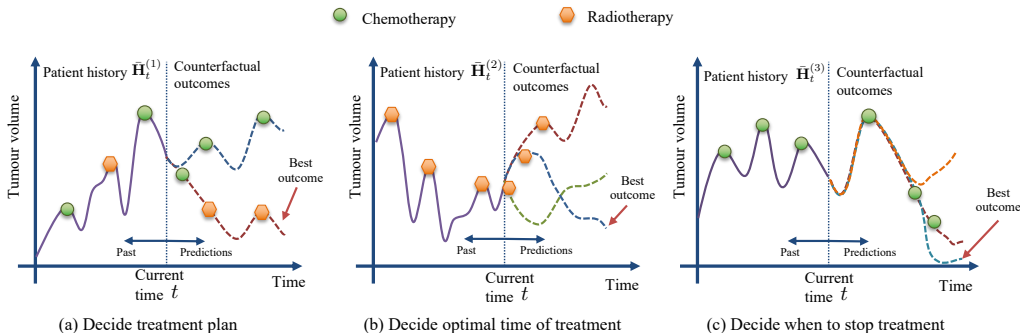 Chemotherapy
Radiotherapy
Tumour volume
Patient history H̄ₜ⁽¹⁾
Counterfactual
outcomes
Best
outcome
Past
Predictions
Current
time t
Time
(a) Decide treatment plan
Tumour volume
Patient history H̄ₜ⁽²⁾
Counterfactual
outcomes
Best
outcome
Past
Predictions
Current
time t
Time
(b) Decide optimal time of treatment
Tumour volume
Patient history H̄ₜ⁽³⁾
Counterfactual
outcomes
Best
outcome
Past
Predictions
Current
time t
Time
(c) Decide when to stop treatment